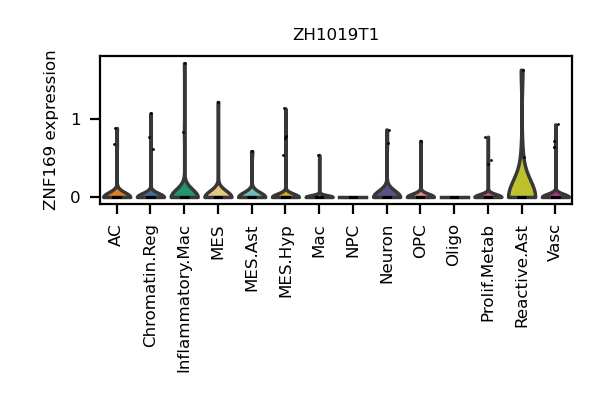 ZH1019T1
ZNF169 expression
1
0
AC
Chromatin.Reg
Inflammatory.Mac
MES
MES.Ast
MES.Hyp
Mac
NPC
Neuron
OPC
Oligo
Prolif.Metab
Reactive.Ast
Vasc